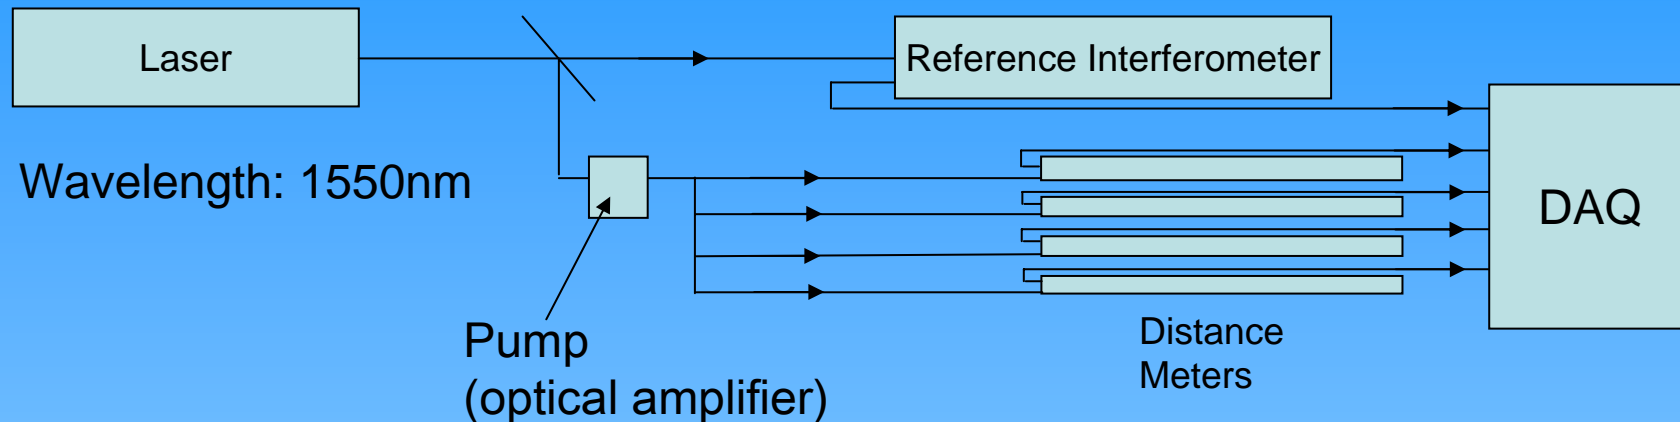 Laser
Reference Interferometer
Wavelength: 1550nm
DAQ
Pump
(optical amplifier)
Distance
Meters